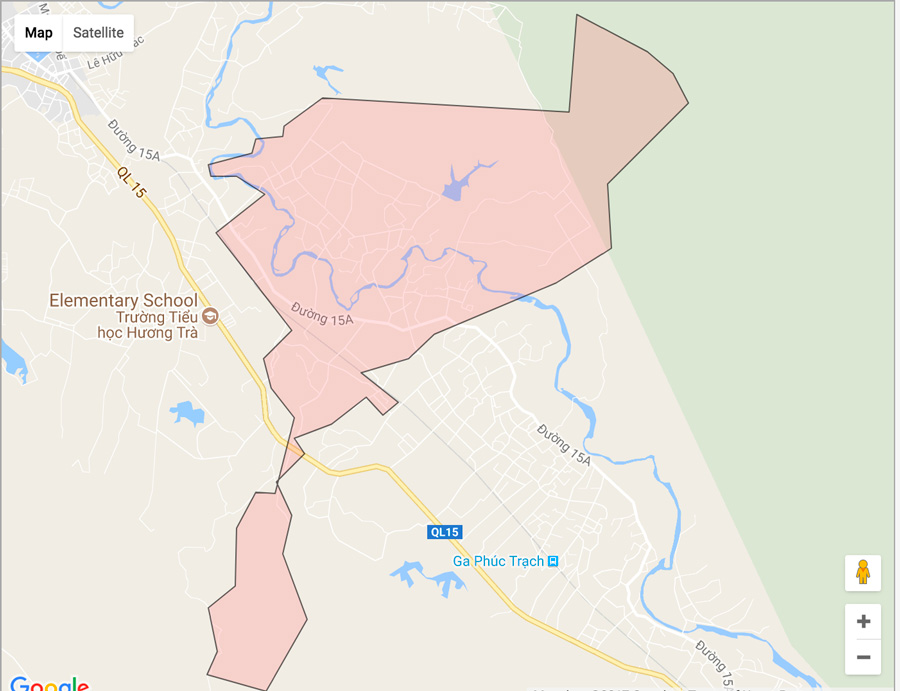 Map
Satellite
Lê Hữu
Đường 15A
QL 15
Elementary School
Trường Tiểu
học Hương Trà
Đường 15A
Đường 15A
QL15
Ga Phúc Trạch
Đường 15
Google